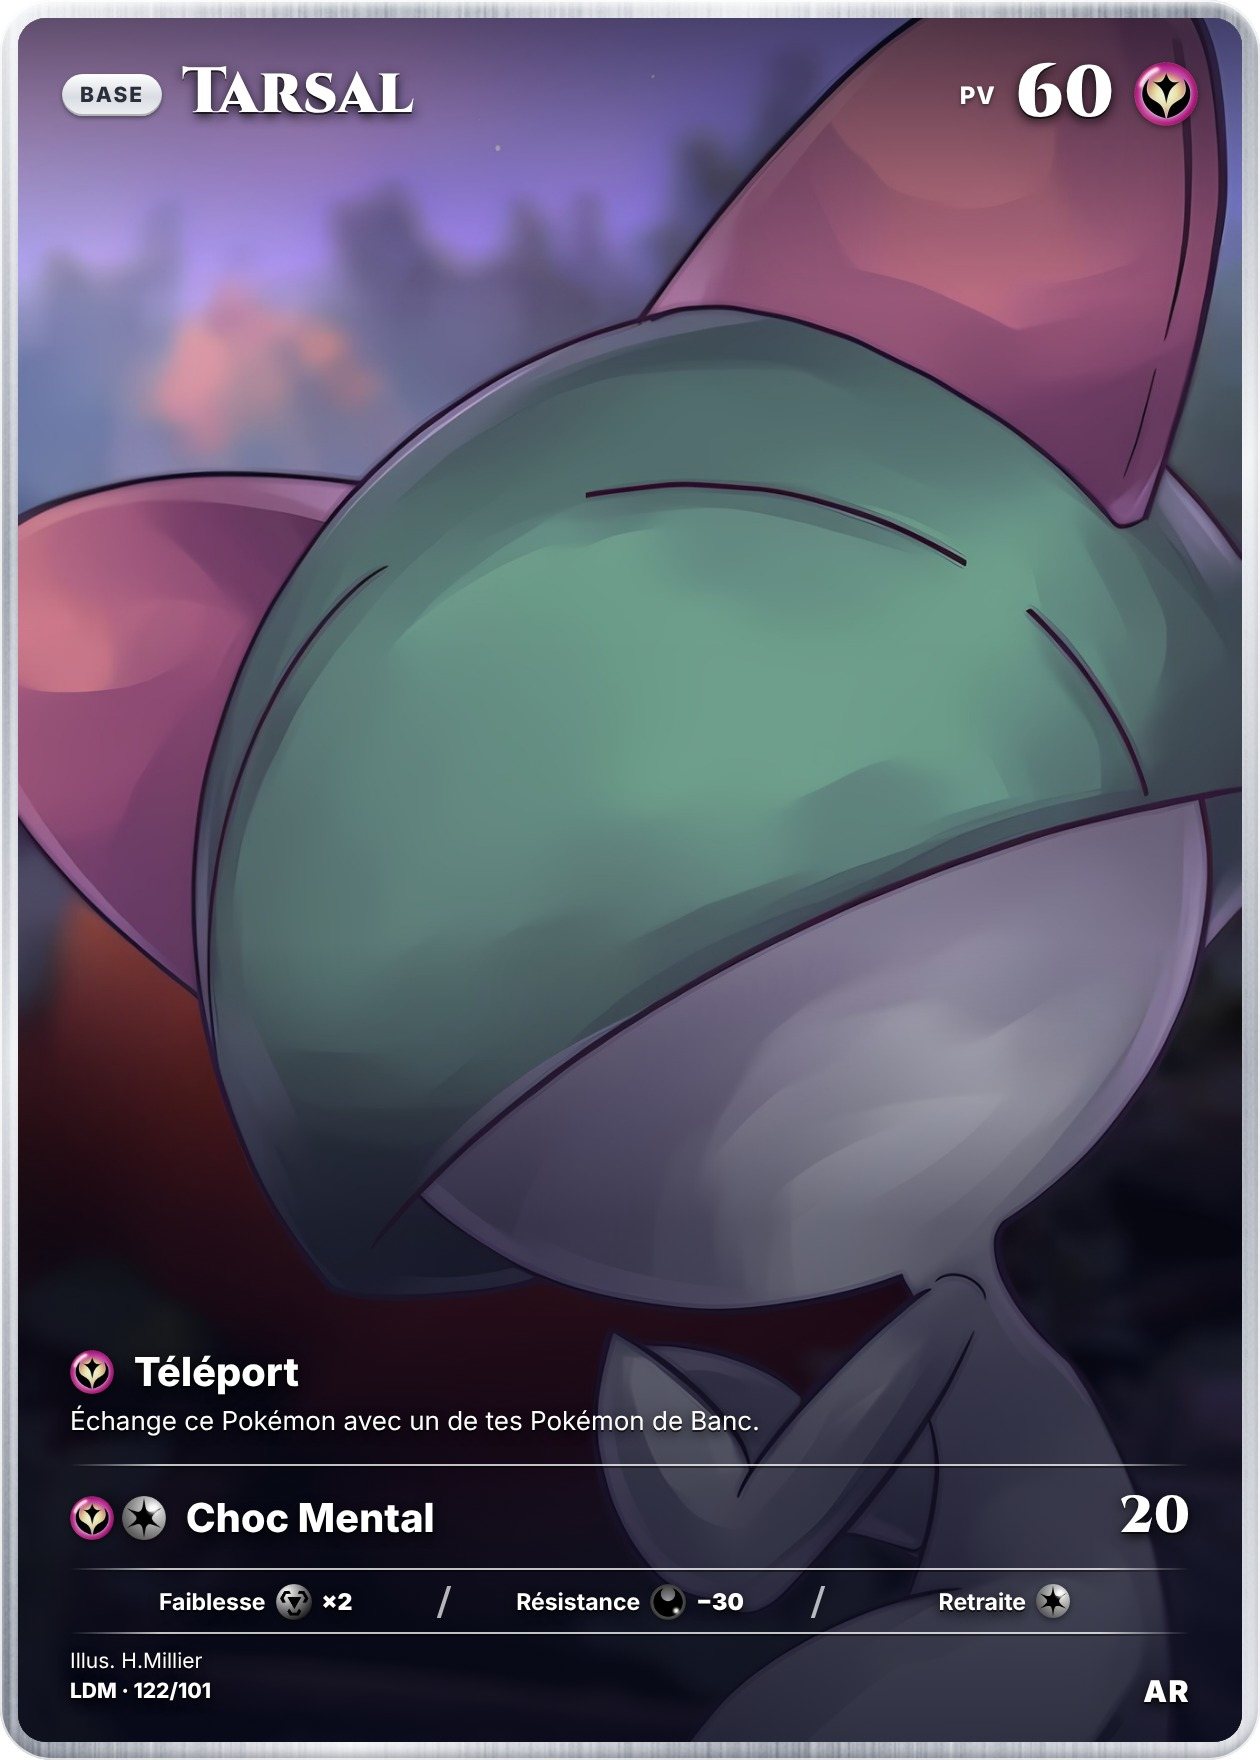 BASE TARSAL PV 60
Téléport
Échange ce Pokémon avec un de tes Pokémon de Banc.
Choc Mental 20
Faiblesse ×2 / Résistance −30 / Retraite
Illus. H.Millier
LDM · 122/101
AR